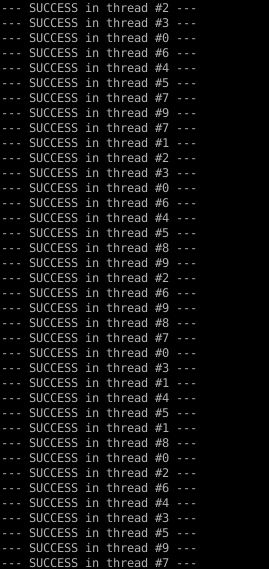 --- SUCCESS in thread #2 ---
--- SUCCESS in thread #3 ---
--- SUCCESS in thread #0 ---
--- SUCCESS in thread #6 ---
--- SUCCESS in thread #4 ---
--- SUCCESS in thread #5 ---
--- SUCCESS in thread #7 ---
--- SUCCESS in thread #9 ---
--- SUCCESS in thread #7 ---
--- SUCCESS in thread #1 ---
--- SUCCESS in thread #2 ---
--- SUCCESS in thread #3 ---
--- SUCCESS in thread #0 ---
--- SUCCESS in thread #6 ---
--- SUCCESS in thread #4 ---
--- SUCCESS in thread #5 ---
--- SUCCESS in thread #8 ---
--- SUCCESS in thread #9 ---
--- SUCCESS in thread #2 ---
--- SUCCESS in thread #6 ---
--- SUCCESS in thread #9 ---
--- SUCCESS in thread #8 ---
--- SUCCESS in thread #7 ---
--- SUCCESS in thread #0 ---
--- SUCCESS in thread #3 ---
--- SUCCESS in thread #1 ---
--- SUCCESS in thread #4 ---
--- SUCCESS in thread #5 ---
--- SUCCESS in thread #1 ---
--- SUCCESS in thread #8 ---
--- SUCCESS in thread #0 ---
--- SUCCESS in thread #2 ---
--- SUCCESS in thread #6 ---
--- SUCCESS in thread #4 ---
--- SUCCESS in thread #3 ---
--- SUCCESS in thread #5 ---
--- SUCCESS in thread #9 ---
--- SUCCESS in thread #7 ---